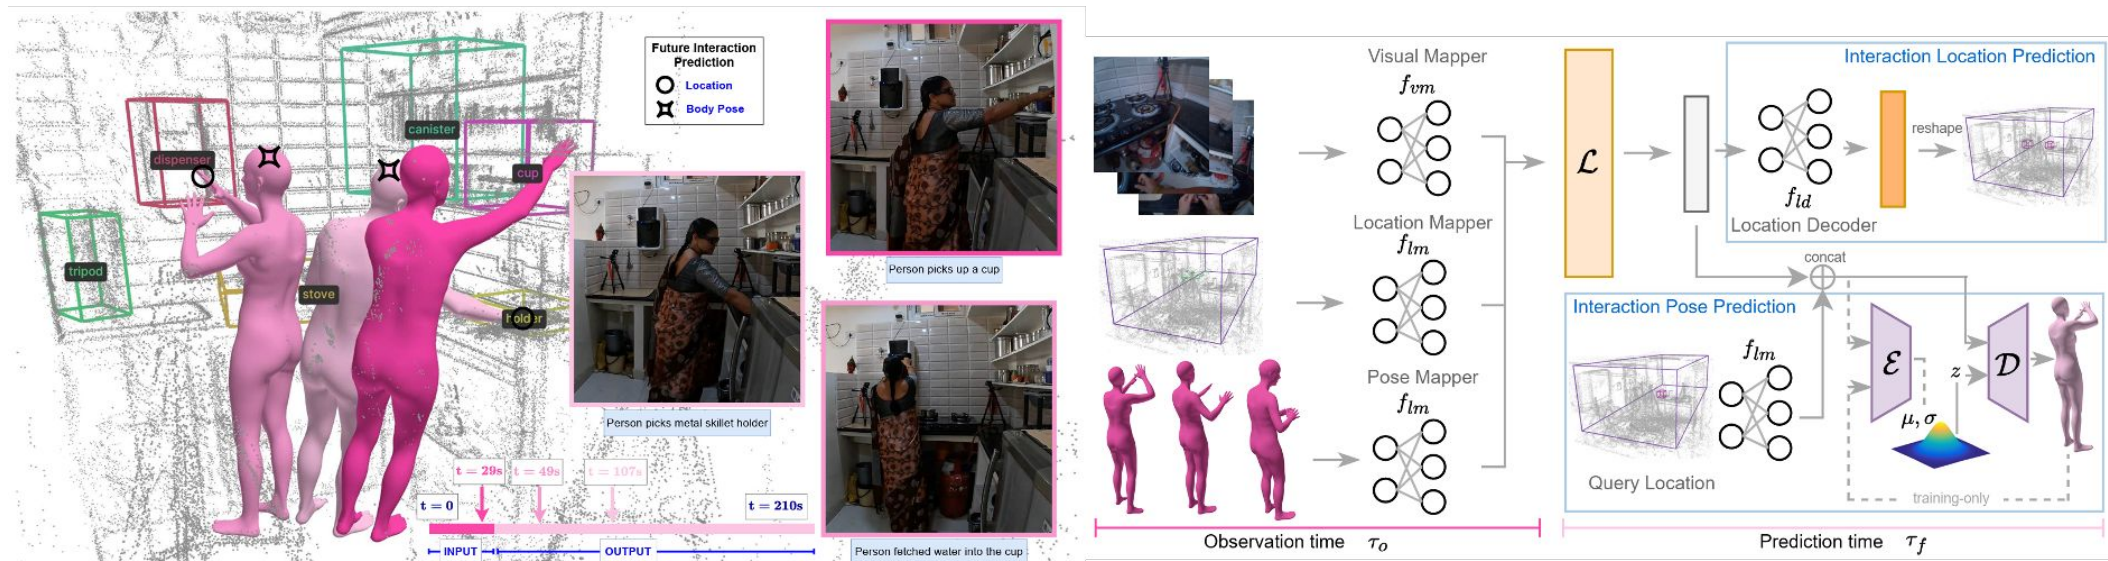 Future Interaction
Prediction
Location
Body Pose
canister
dispenser
cup
tripod
stove
holder
Person picks up a cup
Person picks metal skillet holder
Person fetched water into the cup
t = 29s
t = 49s
t = 107s
t = 0
t = 210s
INPUT
OUTPUT
Visual Mapper
f_vm
Location Mapper
f_lm
Pose Mapper
f_lm
Observation time τ_o
ℒ
Interaction Location Prediction
f_ld
Location Decoder
reshape
concat
Interaction Pose Prediction
f_lm
Query Location
ℰ
μ, σ
z
𝒟
training-only
Prediction time τ_f